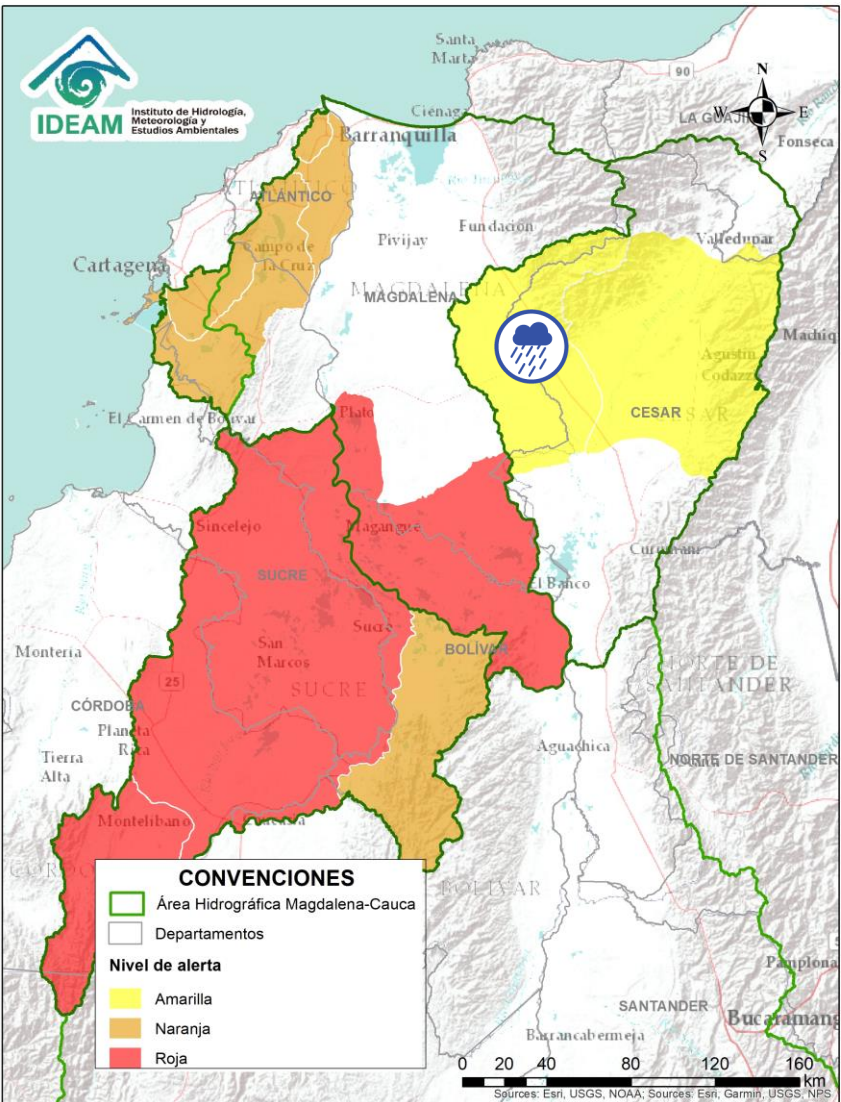 IDEAM
Instituto de Hidrología,
Meteorología y
Estudios Ambientales
Santa
Marta
90
N
W
E
S
Ciénaga
LA GUAJIRA
Barranquilla
Fonseca
ATLÁNTICO
ATLÁNTICO
Fundación
Pivijay
Valledupar
Campo de
la Cruz
Cartagena
MAGDALENA
MAGDALENA
Machiq
Agustín
Codazzi
CESAR
El Carmen de Bolívar
Plato
Sincelejo
Magangué
Curumaní
SUCRE
El Banco
Sucre
Montería
San
Marcos
BOLÍVAR
NORTE DE
SANTANDER
SUCRE
25
CÓRDOBA
Planeta
Rica
Tierra
Alta
Aguachica
NORTE DE SANTANDER
Montelíbano
BOLÍVAR
CONVENCIONES
Área Hidrográfica Magdalena-Cauca
Departamentos
Nivel de alerta
Amarilla
Naranja
Roja
Pamplona
SANTANDER
Bucaramang
Barrancabermeja
0 20 40 80 120 160
km
Sources: Esri, USGS, NOAA; Sources: Esri, Garmin, USGS, NPS